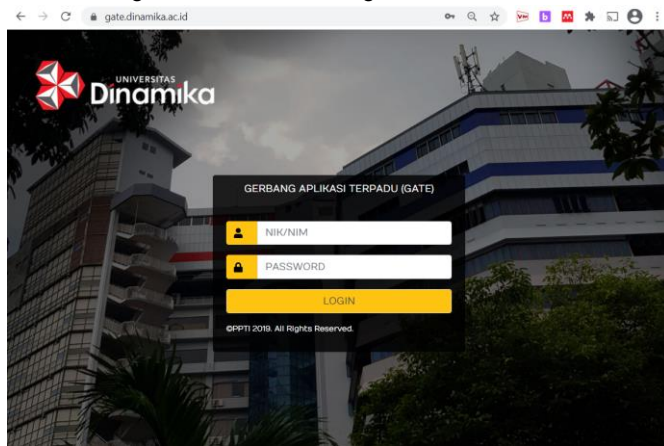 gate.dinamika.ac.id
UNIVERSITAS
Dinamika
GERBANG APLIKASI TERPADU (GATE)
NIK/NIM
PASSWORD
LOGIN
©PPTI 2019. All Rights Reserved.